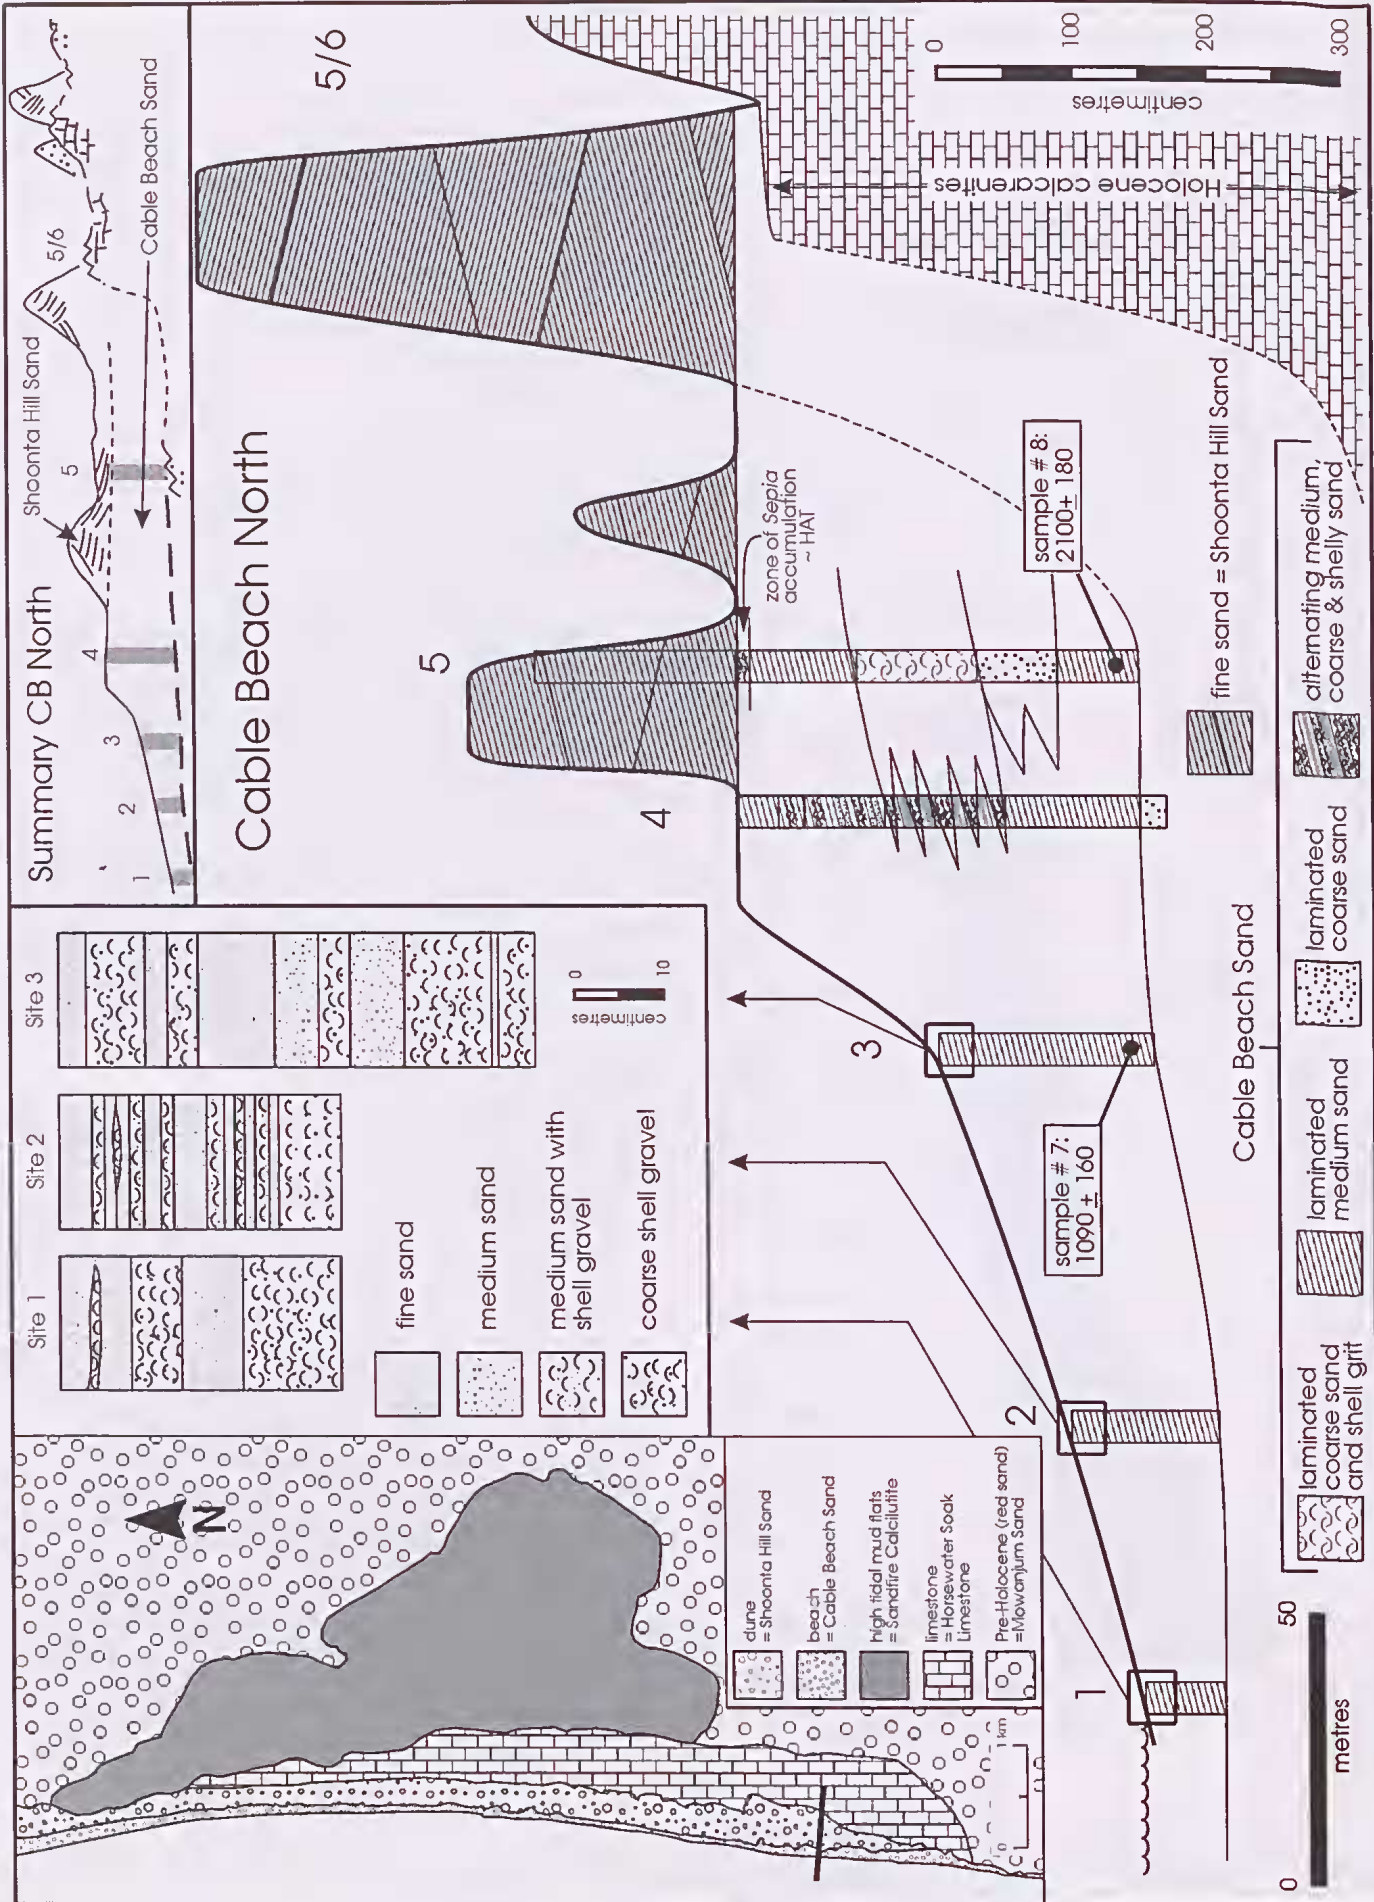 Summary CB North
Shoonta Hill Sand
Cable Beach Sand
1
2
3
4
5
5/6
Cable Beach North
5/6
5
4
3
2
1
zone of Sepia
accumulation
~ HAT
sample # 8:
2100± 180
sample # 7:
1090 ± 160
Holocene calcarenites
centimetres
0
100
200
300
Site 1
Site 2
Site 3
fine sand
medium sand
medium sand with
shell gravel
coarse shell gravel
centimetres
0
10
N
dune
= Shoonta Hill Sand
beach
= Cable Beach Sand
high tidal mud flats
= Sandfire Calcilutite
limestone
= Horsewater Soak
Limestone
Pre-Holocene (red sand)
=Mowanjum Sand
C
0
1 km
fine sand = Shoonta Hill Sand
Cable Beach Sand
laminated
coarse sand
and shell grit
laminated
medium sand
laminated
coarse sand
alternating medium,
coarse & shelly sand
0
50
metres